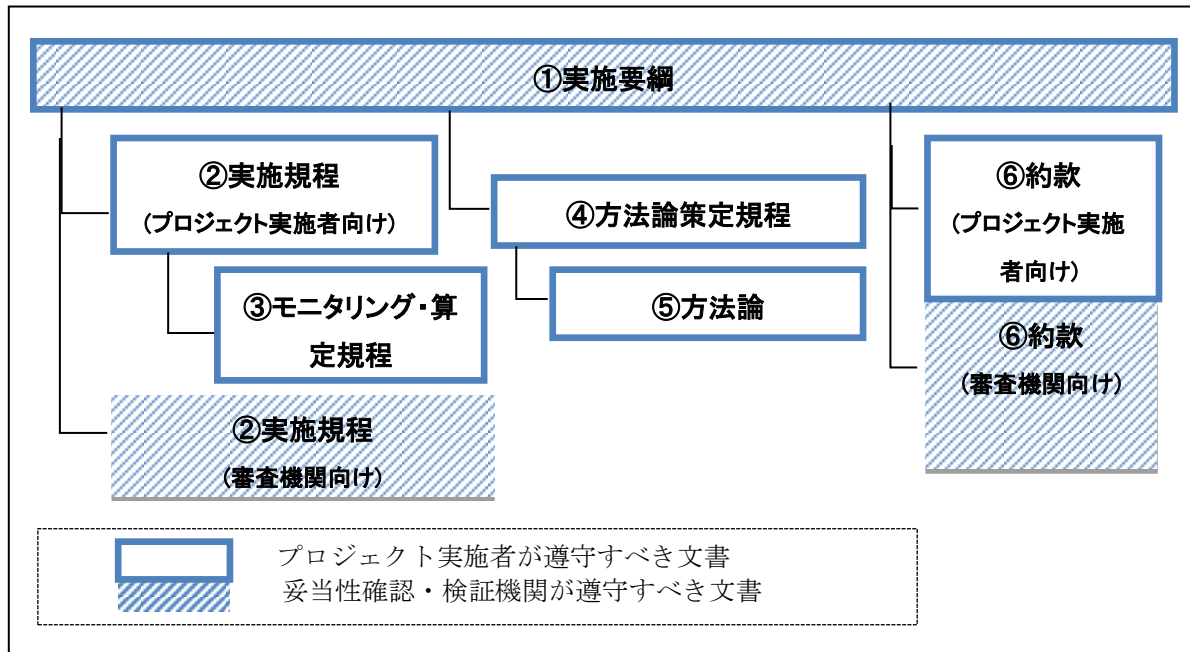 ①実施要綱
②実施規程
(プロジェクト実施者向け)
③モニタリング・算
定規程
②実施規程
(審査機関向け)
④方法論策定規程
⑤方法論
⑥約款
(プロジェクト実施
者向け)
⑥約款
(審査機関向け)
プロジェクト実施者が遵守すべき文書
妥当性確認・検証機関が遵守すべき文書